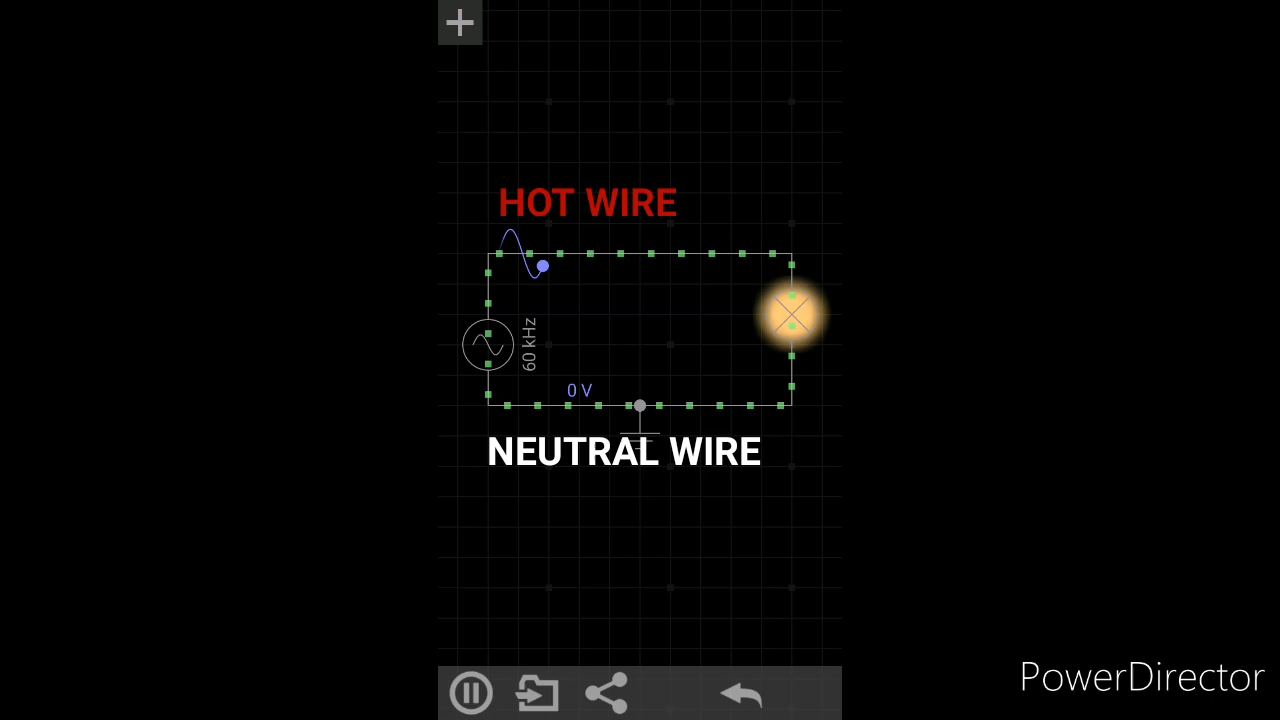 HOT WIRE
60 kHz
0 V
NEUTRAL WIRE
PowerDirector